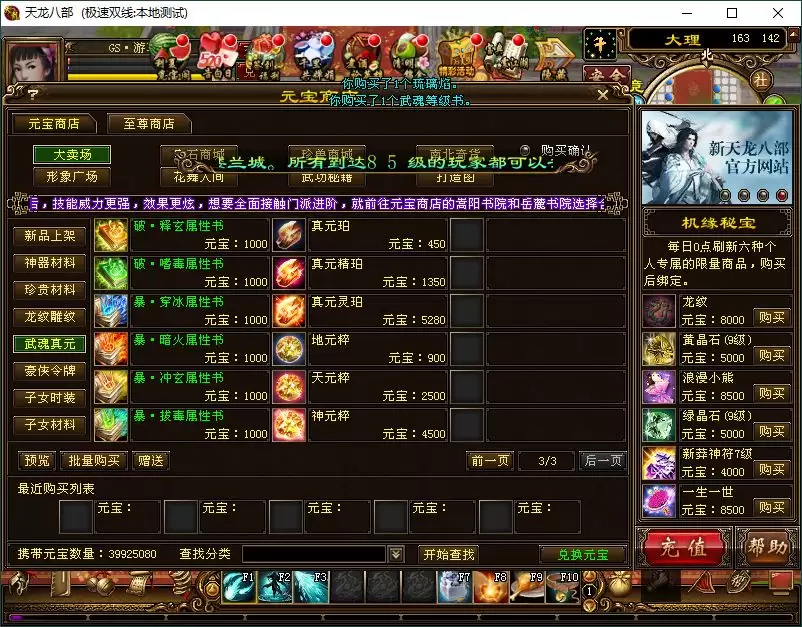 天龙八部 (极速双线:本地测试)
GS·游
大理
163 142
北
安全
社
你购买了1个琉璃焰。
元宝商店
你购买了1个武魂等级书。
?
元宝商店
至尊商店
大卖场
购买确认
兰城。所有到达85级的玩家都可以
形象广场
花舞人间
武功秘籍
打造图
，技能威力更强，效果更炫，想要全面接触门派进阶，就前往元宝商店的嵩阳书院和岳麓书院选择
新品上架
神器材料
珍贵材料
龙纹雕纹
武魂真元
豪侠令牌
子女时装
子女材料
破·释玄属性书
元宝：1000
真元珀
元宝：450
破·嗜毒属性书
元宝：1000
真元精珀
元宝：1350
暴·穿冰属性书
元宝：1000
真元灵珀
元宝：5280
暴·暗火属性书
元宝：1000
地元粹
元宝：900
暴·冲玄属性书
元宝：1000
天元粹
元宝：2500
暴·拔毒属性书
元宝：1000
神元粹
元宝：4500
预览
批量购买
赠送
前一页
3/3
后一页
最近购买列表
元宝：
元宝：
元宝：
元宝：
元宝：
携带元宝数量：39925080
查找分类
开始查找
兑换元宝
新天龙八部
官方网站
机缘秘宝
每日0点刷新六种个
人专属的限量商品，购买
后绑定。
龙纹
元宝：8000
购买
黄晶石(9级)
元宝：5000
购买
浪漫小熊
元宝：8500
购买
绿晶石(9级)
元宝：5000
购买
新莽神符7级
元宝：4000
购买
一生一世
元宝：8500
购买
充值
帮助
F1
F2
F3
F7
F8
F9
F10
1